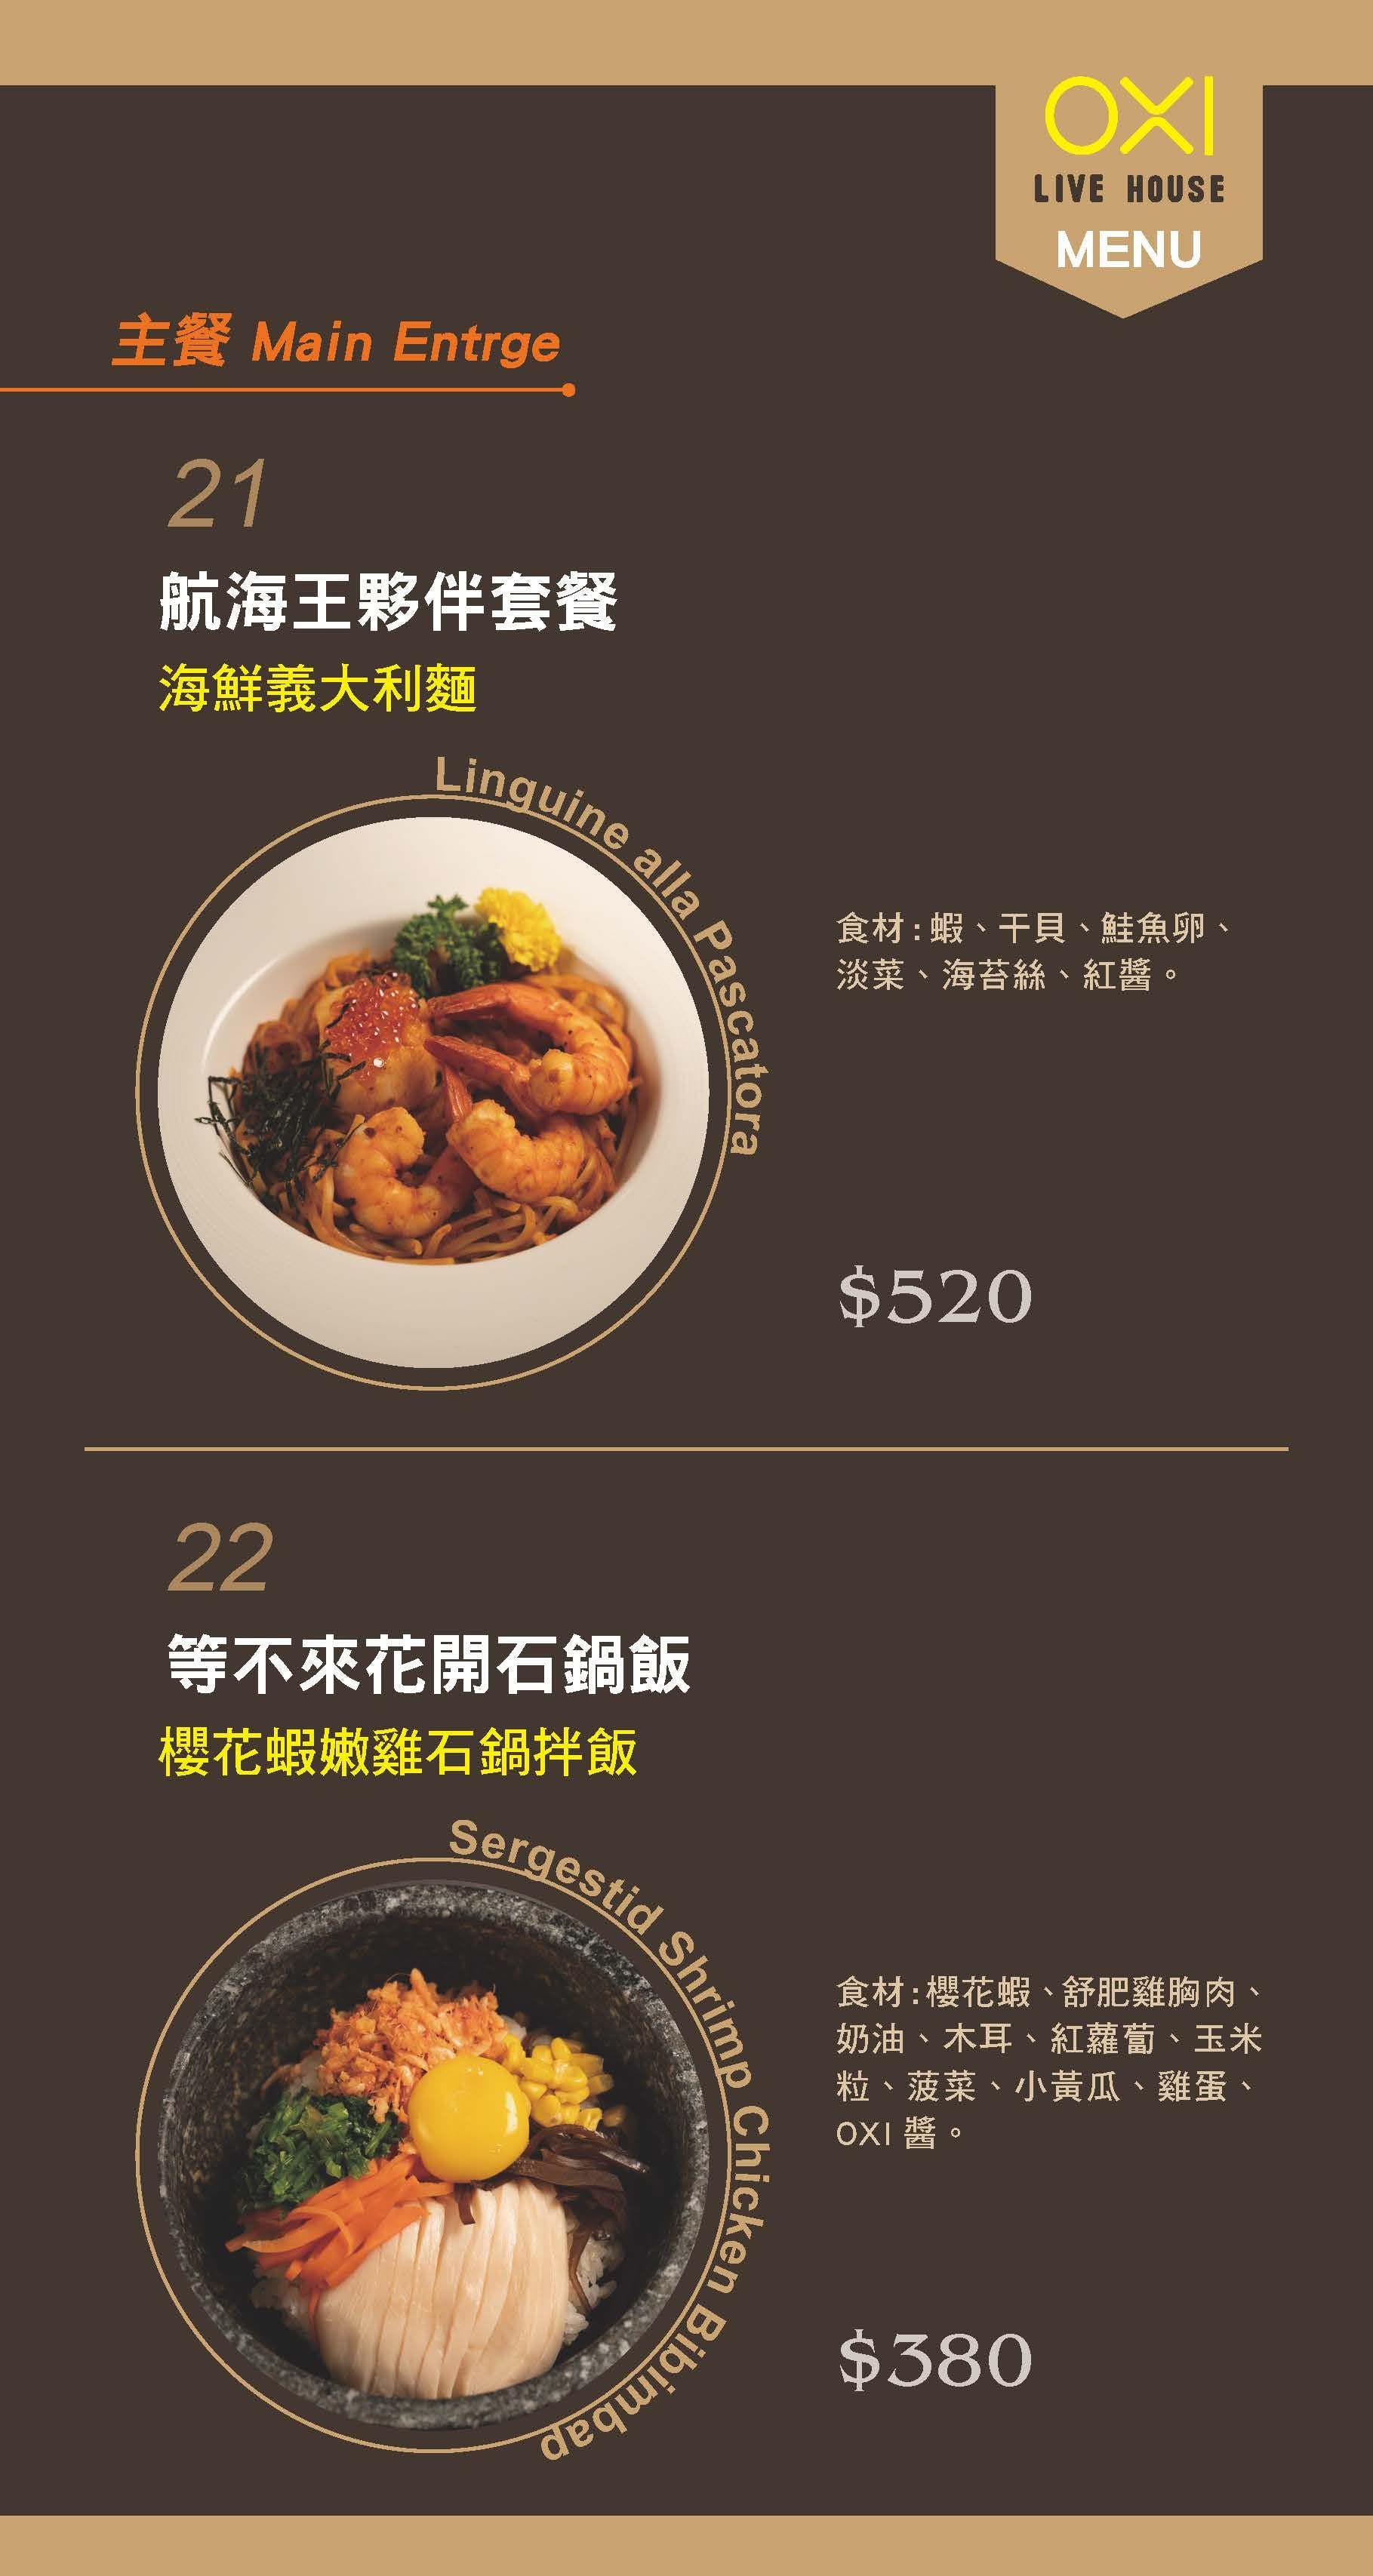 OXI
LIVE HOUSE
MENU
主餐 Main Entrge
21
航海王夥伴套餐
海鮮義大利麵
Linguine alla Pascatora
食材:蝦、干貝、鮭魚卵、
淡菜、海苔絲、紅醬。
$520
22
等不來花開石鍋飯
櫻花蝦嫩雞石鍋拌飯
Sergestid Shrimp Chicken Bibimbap
食材:櫻花蝦、舒肥雞胸肉、
奶油、木耳、紅蘿蔔、玉米
粒、菠菜、小黃瓜、雞蛋、
OXI 醬。
$380